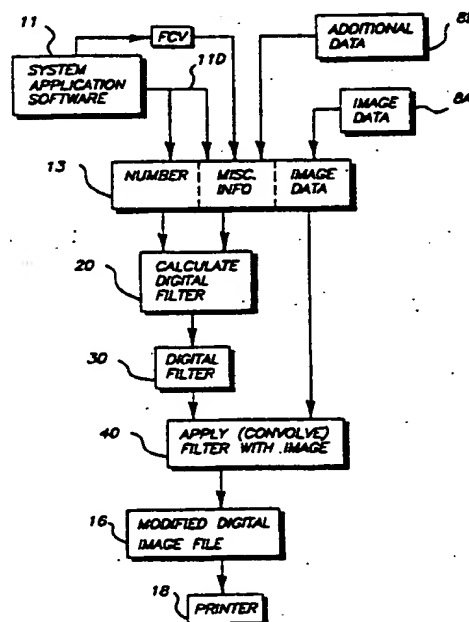 11
FCV
11D
SYSTEM
APPLICATION
SOFTWARE
ADDITIONAL
DATA
IMAGE
DATA
8A
13
NUMBER
MISC.
INFO
IMAGE
DATA
20
CALCULATE
DIGITAL
FILTER
30
DIGITAL
FILTER
40
APPLY (CONVOLVE)
FILTER WITH IMAGE
16
MODIFIED DIGITAL
IMAGE FILE
18
PRINTER